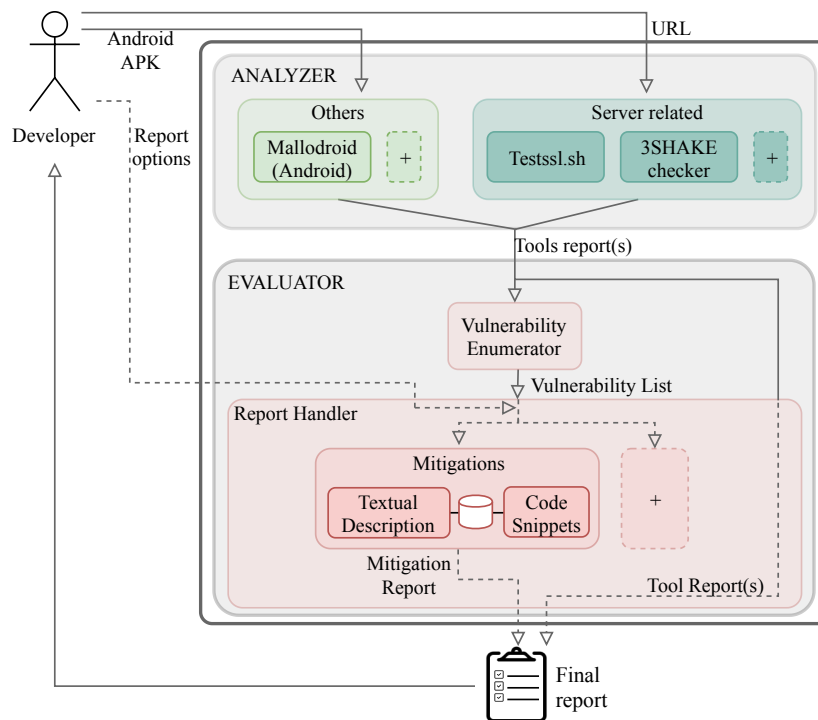 Android
APK
URL
Developer
Report
options
ANALYZER
Others
Mallodroid
(Android)
+
Server related
Testssl.sh
3SHAKE
checker
+
Tools report(s)
EVALUATOR
Vulnerability
Enumerator
Vulnerability List
Report Handler
Mitigations
Textual
Description
Code
Snippets
+
Mitigation
Report
Tool Report(s)
Final
report